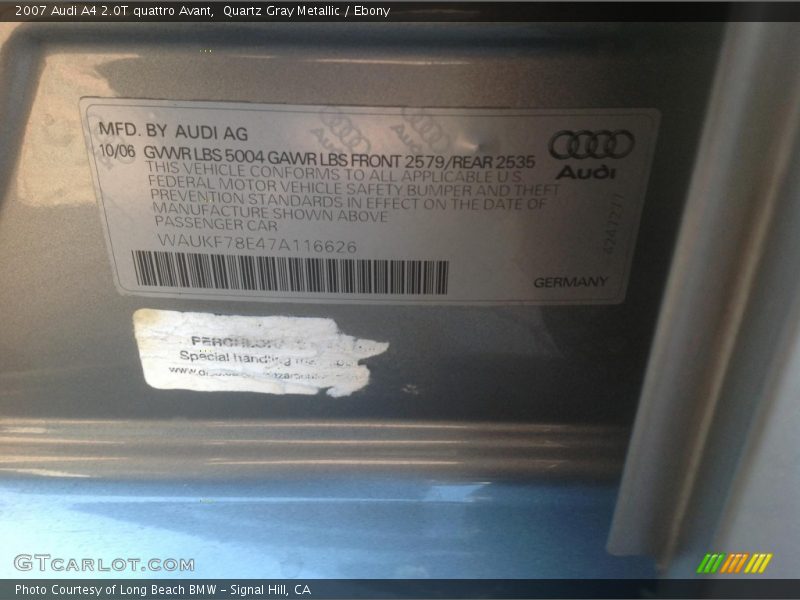 2007 Audi A4 2.0T quattro Avant,  Quartz Gray Metallic / Ebony
MFD. BY AUDI AG
10/06 GVWR LBS 5004 GAWR LBS FRONT 2579/REAR 2535
THIS VEHICLE CONFORMS TO ALL APPLICABLE U.S.
FEDERAL MOTOR VEHICLE SAFETY BUMPER AND THEFT
PREVENTION STANDARDS IN EFFECT ON THE DATE OF
MANUFACTURE SHOWN ABOVE
PASSENGER CAR
WAUKF78E47A116626
Audi
GERMANY
Special handling
GTCARLOT.COM
Photo Courtesy of Long Beach BMW - Signal Hill, CA